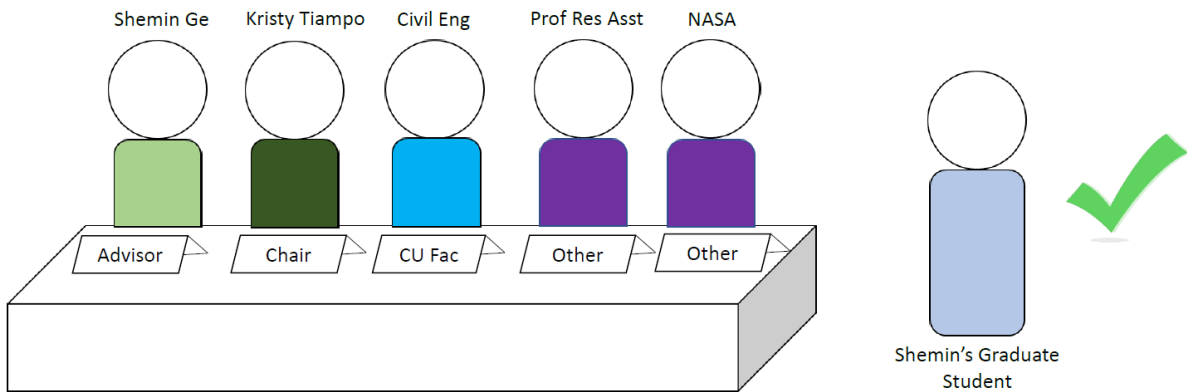 Shemin Ge
Kristy Tiampo
Civil Eng
Prof Res Asst
NASA
Advisor
Chair
CU Fac
Other
Other
Shemin’s Graduate
Student